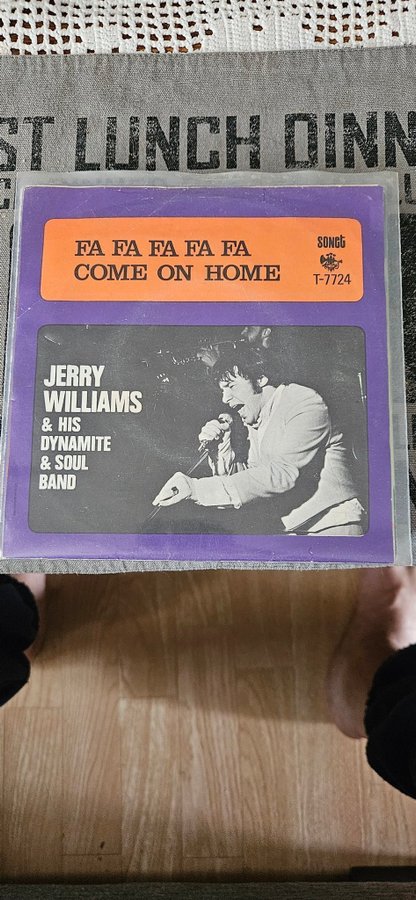 ST LUNCH DINN
FA FA FA FA FA
COME ON HOME
sonet
T-7724
JERRY
WILLIAMS
& HIS
DYNAMITE
& SOUL
BAND